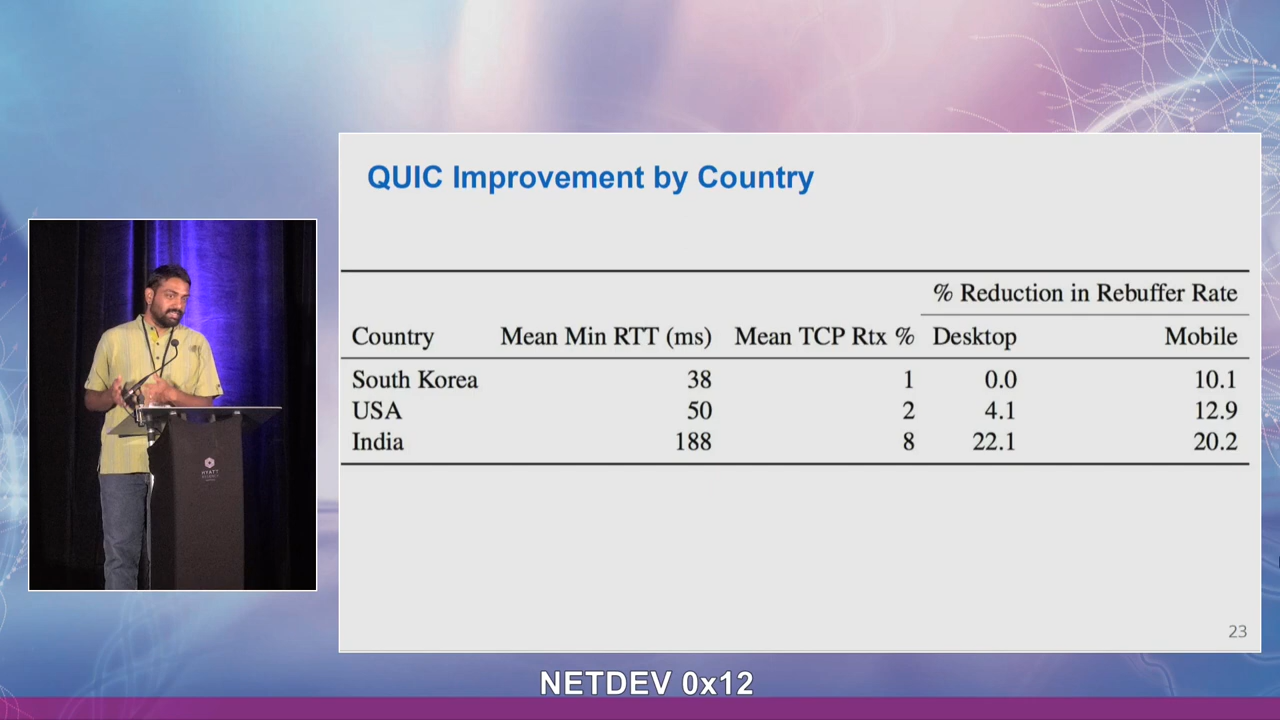 QUIC Improvement by Country
% Reduction in Rebuffer Rate
Country Mean Min RTT (ms) Mean TCP Rtx % Desktop Mobile
South Korea 38 1 0.0 10.1
USA 50 2 4.1 12.9
India 188 8 22.1 20.2
23
HYATT
NETDEV 0x12